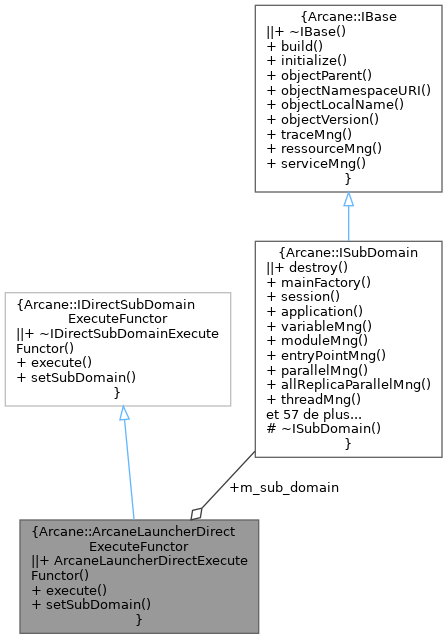 {Arcane::IBase
||+ ~IBase()
+ build()
+ initialize()
+ objectParent()
+ objectNamespaceURI()
+ objectLocalName()
+ objectVersion()
+ traceMng()
+ ressourceMng()
+ serviceMng()
}
{Arcane::ISubDomain
||+ destroy()
+ mainFactory()
+ session()
+ application()
+ variableMng()
+ moduleMng()
+ entryPointMng()
+ parallelMng()
+ allReplicaParallelMng()
+ threadMng()
et 57 de plus...
# ~ISubDomain()
}
{Arcane::IDirectSubDomain
ExecuteFunctor
||+ ~IDirectSubDomainExecute
Functor()
+ execute()
+ setSubDomain()
}
+m_sub_domain
{Arcane::ArcaneLauncherDirect
ExecuteFunctor
||+ ArcaneLauncherDirectExecute
Functor()
+ execute()
+ setSubDomain()
}